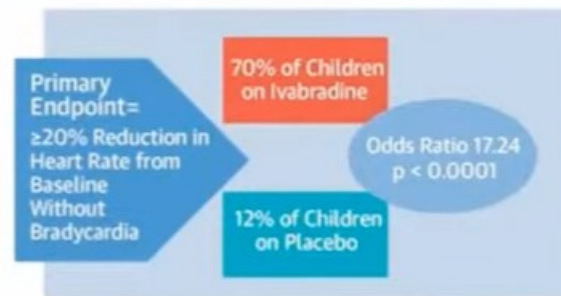 Primary
Endpoint=
≥20% Reduction in
Heart Rate from
Baseline
Without
Bradycardia
70% of Children
on Ivabradine
12% of Children
on Placebo
Odds Ratio 17.24
p < 0.0001